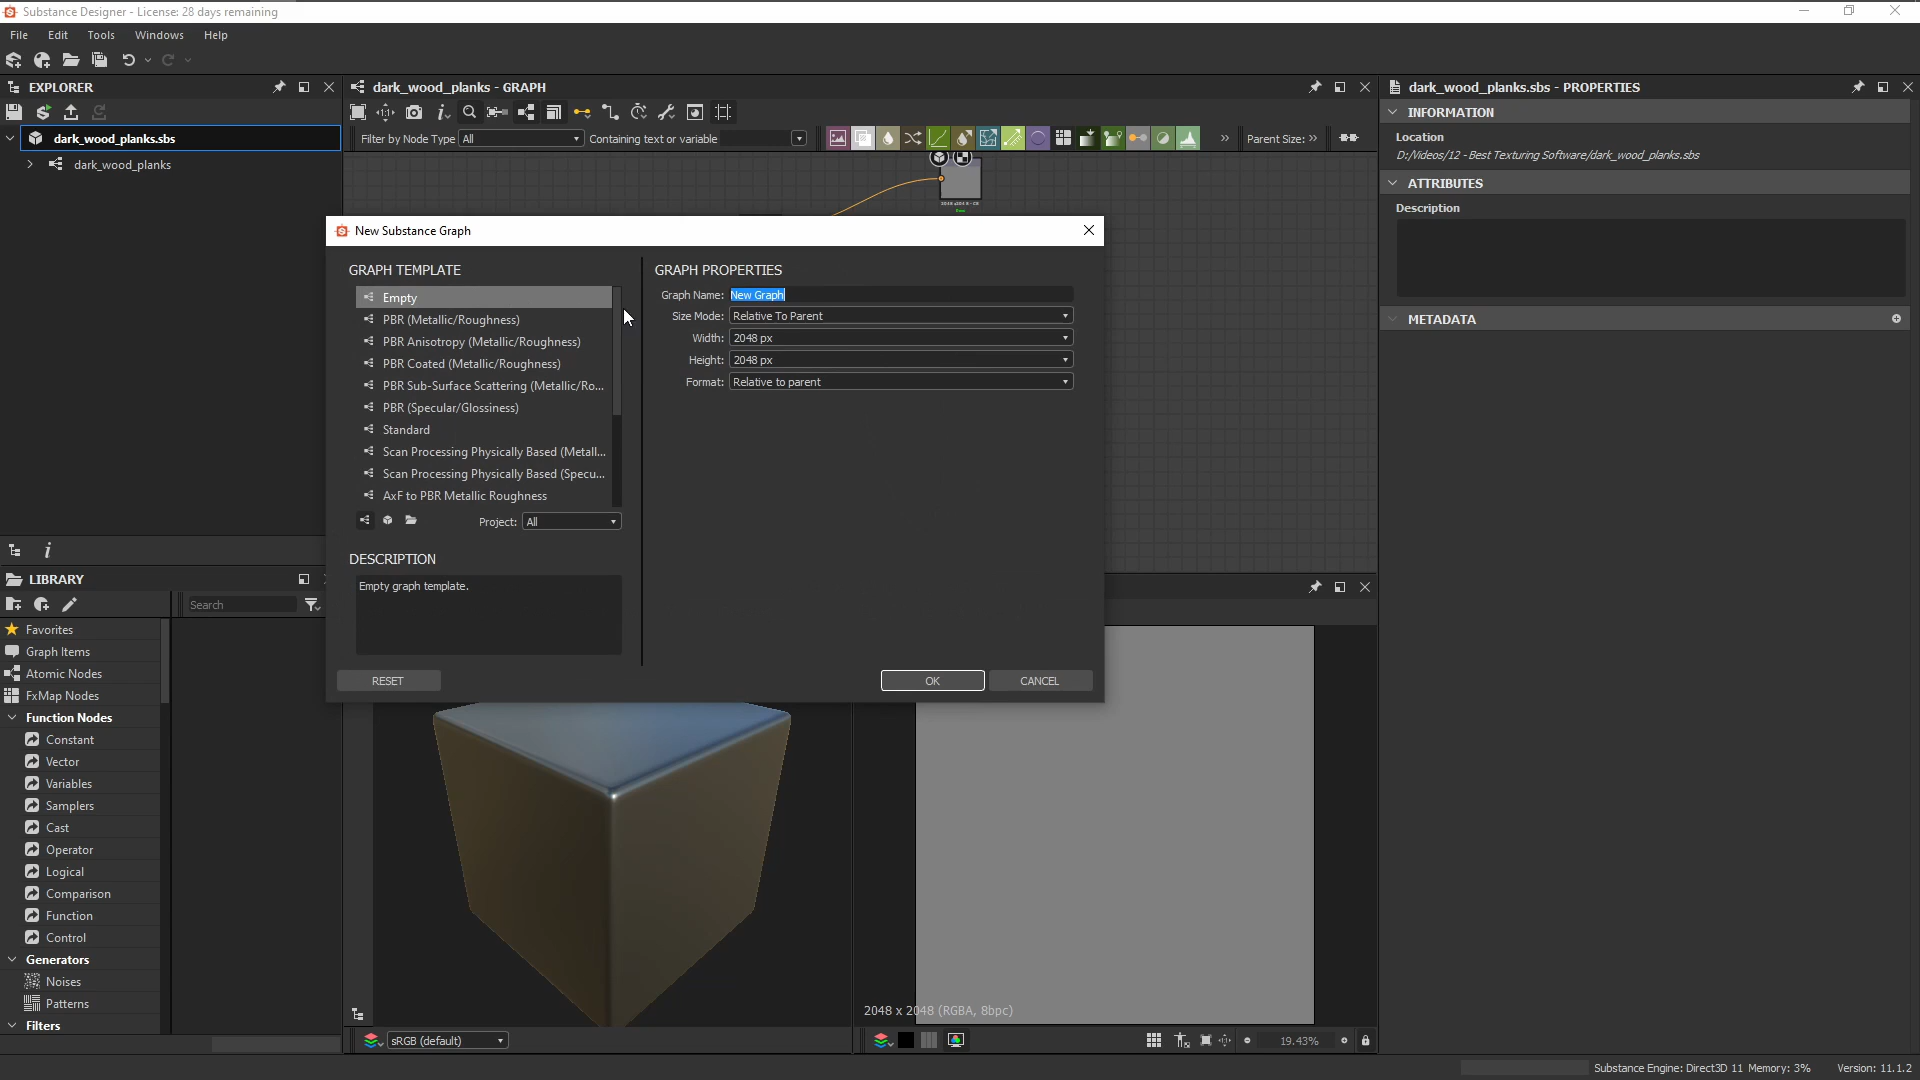 Substance Designer - License: 28 days remaining
File Edit Tools Windows Help
EXPLORER
dark_wood_planks.sbs
dark_wood_planks
dark_wood_planks - GRAPH
Filter by Node Type All Containing text or variable
Parent Size:
dark_wood_planks.sbs - PROPERTIES
INFORMATION
Location
D:/Videos/12 - Best Texturing Software/dark_wood_planks.sbs
ATTRIBUTES
Description
METADATA
New Substance Graph
GRAPH TEMPLATE
Empty
PBR (Metallic/Roughness)
PBR Anisotropy (Metallic/Roughness)
PBR Coated (Metallic/Roughness)
PBR Sub-Surface Scattering (Metallic/Ro...
PBR (Specular/Glossiness)
Standard
Scan Processing Physically Based (Metall...
Scan Processing Physically Based (Specu...
AxF to PBR Metallic Roughness
Project: All
DESCRIPTION
Empty graph template.
GRAPH PROPERTIES
Graph Name: New Graph
Size Mode: Relative To Parent
Width: 2048 px
Height: 2048 px
Format: Relative to parent
RESET
OK
CANCEL
LIBRARY
Search
Favorites
Graph Items
Atomic Nodes
FxMap Nodes
Function Nodes
Constant
Vector
Variables
Samplers
Cast
Operator
Logical
Comparison
Function
Control
Generators
Noises
Patterns
Filters
sRGB (default)
2048 x 2048 (RGBA, 8bpc)
19.43%
Substance Engine: Direct3D 11 Memory: 3%
Version: 11.1.2